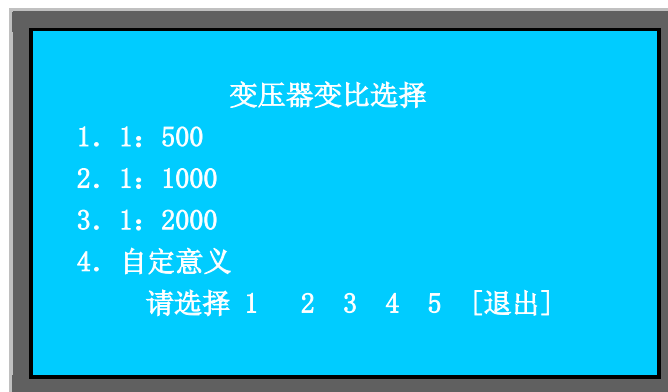 变压器变比选择
1. 1: 500
2. 1: 1000
3. 1: 2000
4. 自定意义
请选择 1 2 3 4 5 [退出]